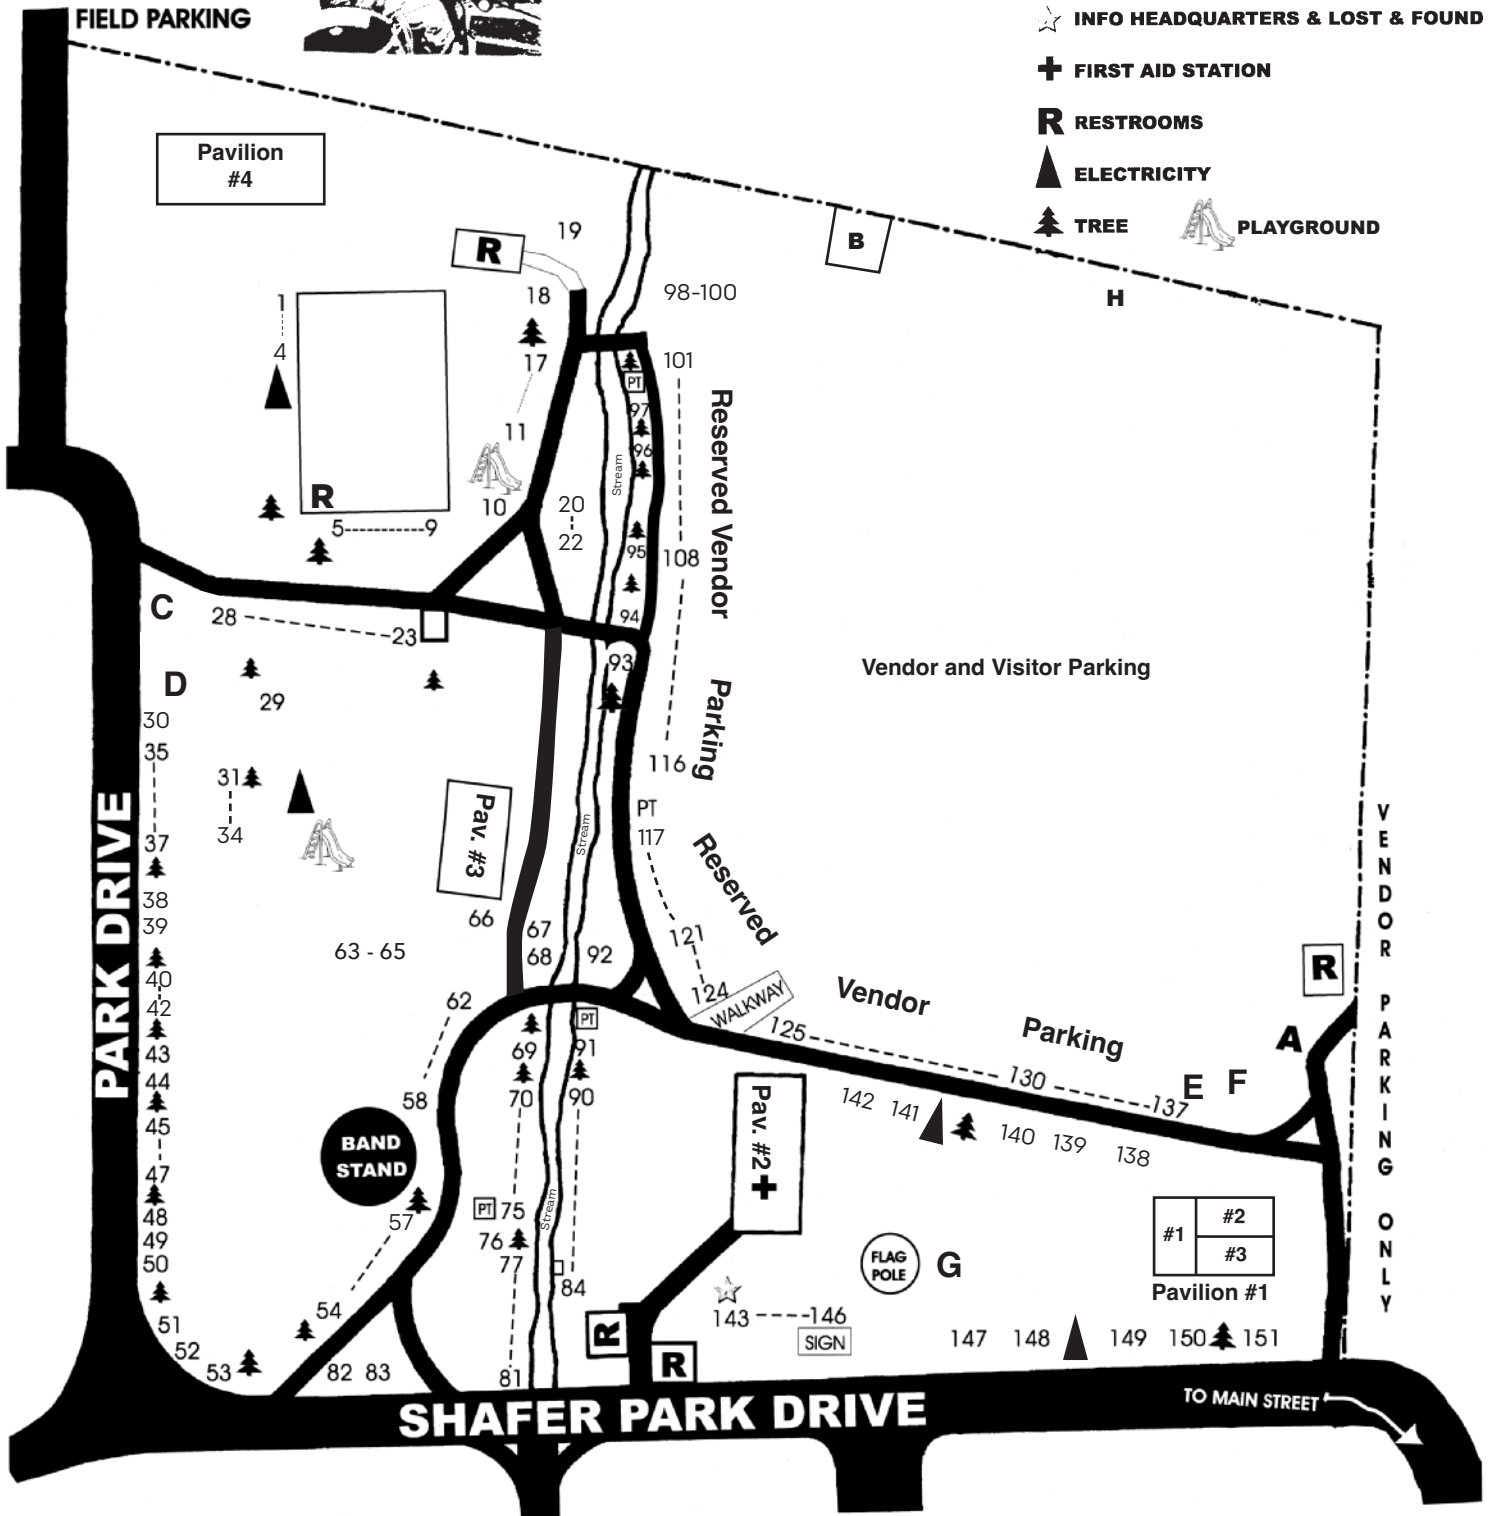 FIELD PARKING
INFO HEADQUARTERS & LOST & FOUND
FIRST AID STATION
R RESTROOMS
ELECTRICITY
TREE
PLAYGROUND
Pavilion
#4
R
19
B
H
18
98-100
1
4
17
101
PT
97
11
96
Reserved Vendor
Stream
R
10
20
22
5
9
95
108
94
C
28
23
93
D
29
Vendor and Visitor Parking
30
35
31
34
37
116
Parking
PT
117
Pav. #3
Stream
Reserved
PARK DRIVE
38
39
66
67
68
92
63 - 65
121
124
WALKWAY
40
42
62
PT
125
Vendor
Parking
VENDOR PARKING ONLY
R
A
43
44
69
91
70
90
58
130
137
E
F
142
141
140
139
138
45
47
BAND
STAND
Pav. #2
48
49
50
57
PT
75
76
77
Stream
84
FLAG
POLE
G
#1
#2
#3
Pavilion #1
51
52
53
54
82
83
81
R
R
143
146
SIGN
147
148
149
150
151
SHAFER PARK DRIVE
TO MAIN STREET